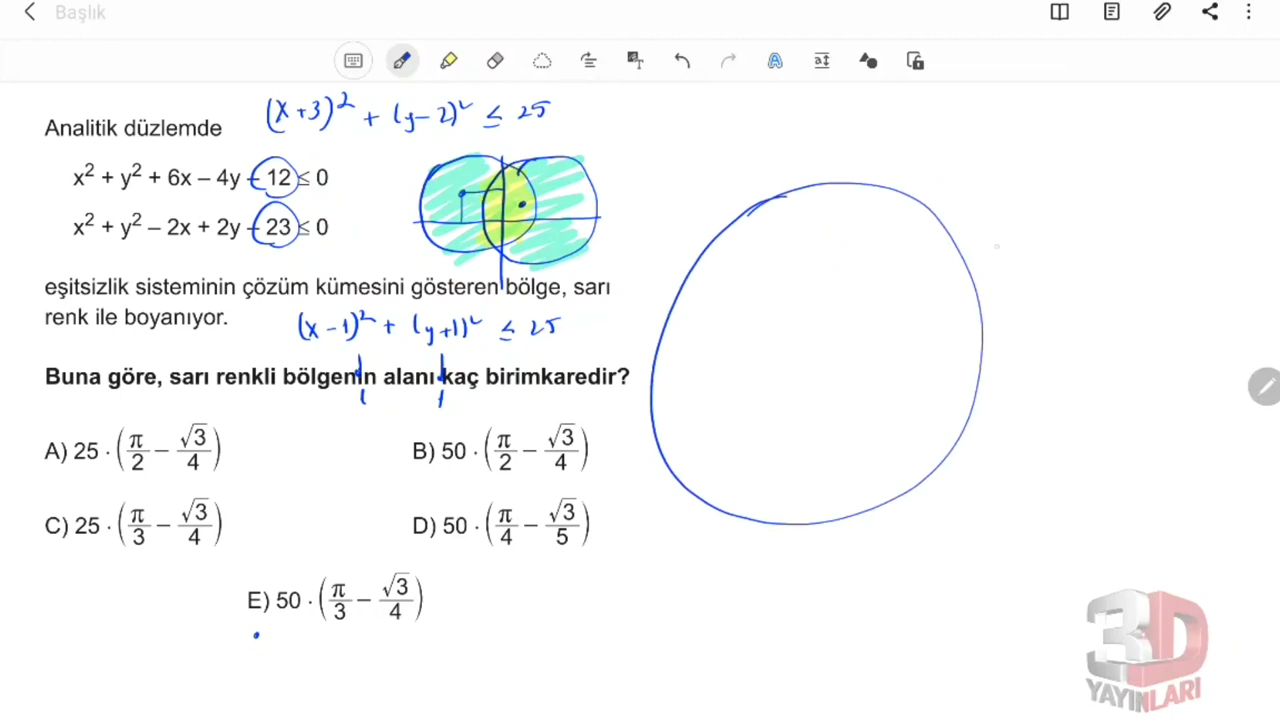 Başlık
(x+3)² + (y-2)² ≤ 25
Analitik düzlemde
x² + y² + 6x – 4y – 12 ≤ 0
x² + y² – 2x + 2y – 23 ≤ 0
eşitsizlik sisteminin çözüm kümesini gösteren bölge, sarı
renk ile boyanıyor.
(x-1)² + (y+1)² ≤ 25
Buna göre, sarı renkli bölgenin alanı kaç birimkaredir?
1 1
A) 25 · (π/2 – √3/4)
B) 50 · (π/2 – √3/4)
C) 25 · (π/3 – √3/4)
D) 50 · (π/4 – √3/5)
E) 50 · (π/3 – √3/4)
3D
YAYINLARI